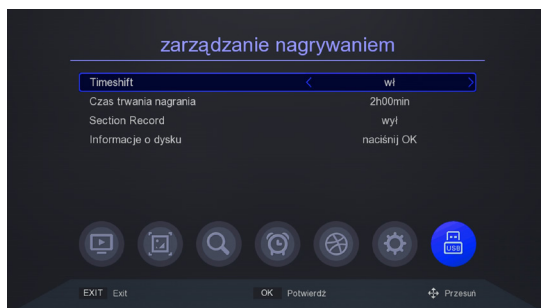 zarządzanie nagrywaniem
Timeshift wł
Czas trwania nagrania 2h00min
Section Record wył
Informacje o dysku naciśnij OK
USB
EXIT Exit OK Potwierdź Przesuń